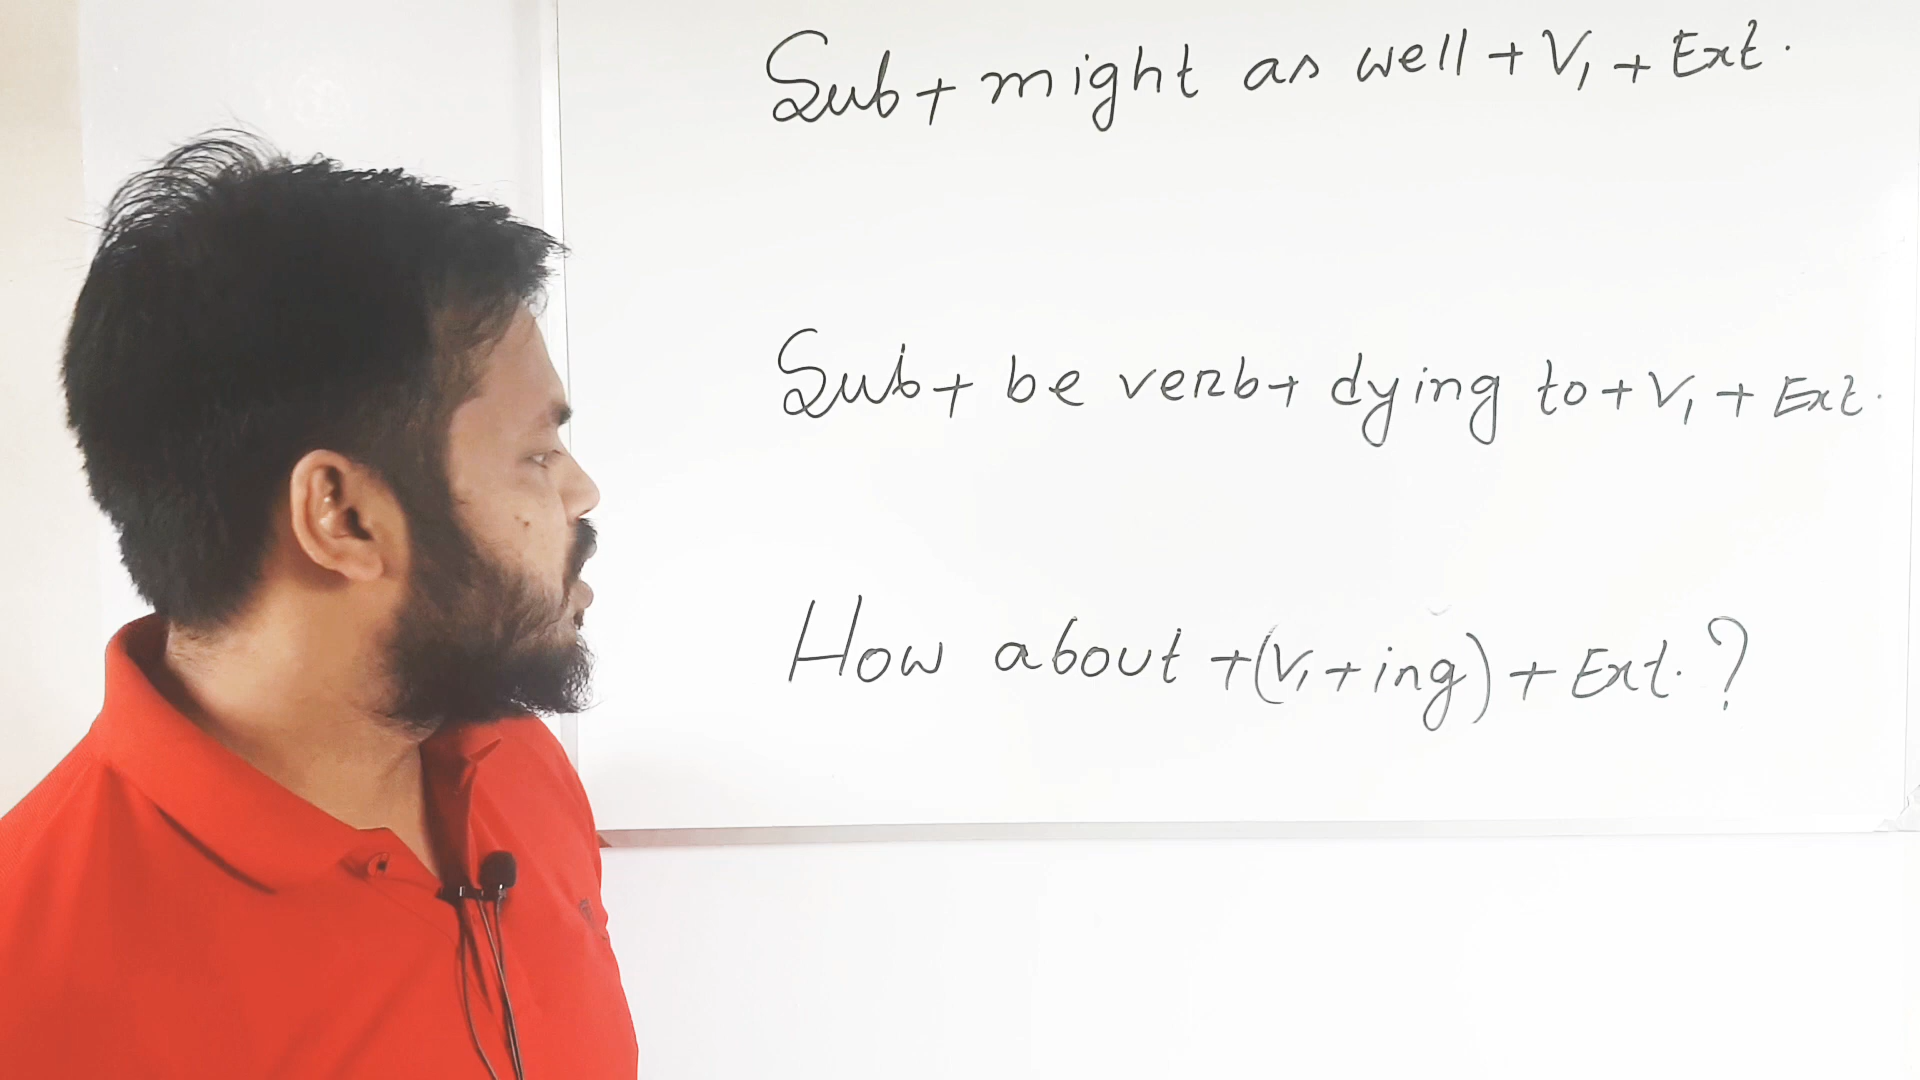 Sub + might as well + V₁ + Ext.
Sub + be verb + dying to + V₁ + Ext.
How about + (V₁ + ing) + Ext. ?